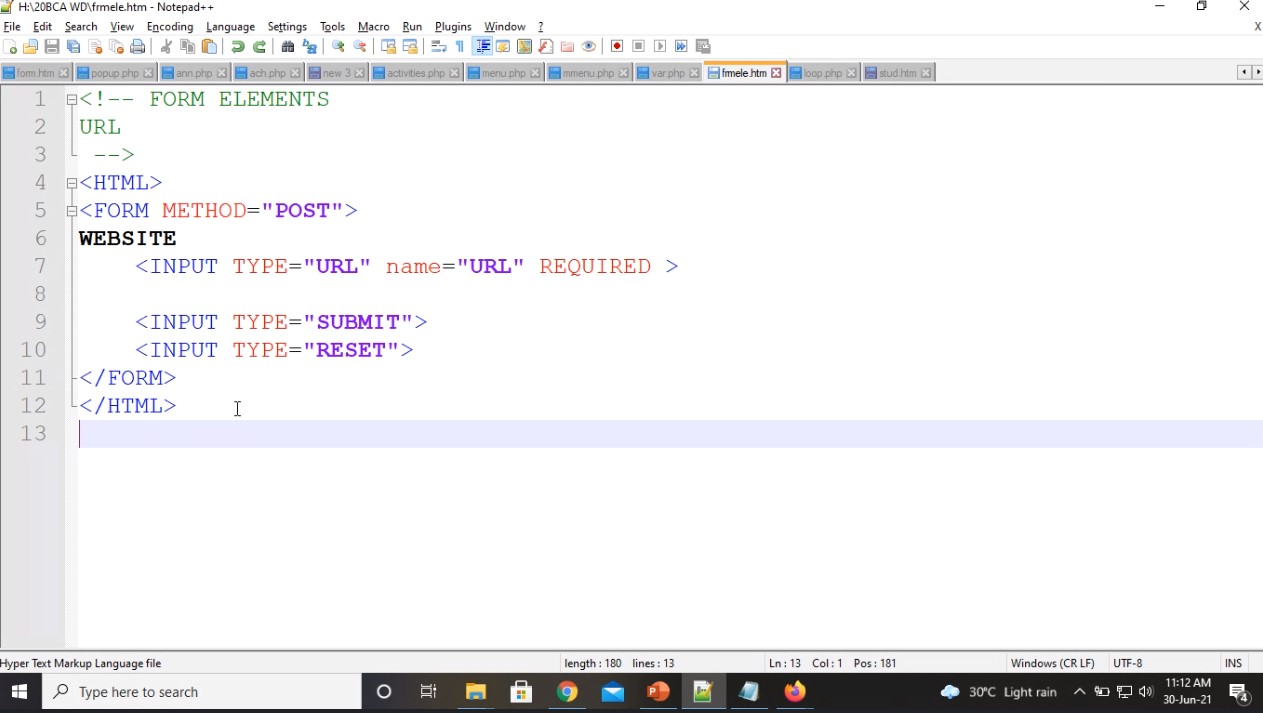 H:\20BCA WD\frmele.htm - Notepad++
File Edit Search View Encoding Language Settings Tools Macro Run Plugins Window ? X
form.htm popup.php ann.php ach.php new 3 activities.php menu.php mmenu.php var.php frmele.htm loop.php stud.htm
1 <!-- FORM ELEMENTS
2 URL
3 -->
4 <HTML>
5 <FORM METHOD="POST">
6 WEBSITE
7 <INPUT TYPE="URL" name="URL" REQUIRED >
8
9 <INPUT TYPE="SUBMIT">
10 <INPUT TYPE="RESET">
11 </FORM>
12 </HTML>
13
Hyper Text Markup Language file length : 180 lines : 13 Ln : 13 Col : 1 Pos : 181 Windows (CR LF) UTF-8 INS
Type here to search 30°C Light rain 11:12 AM
30-Jun-21 4